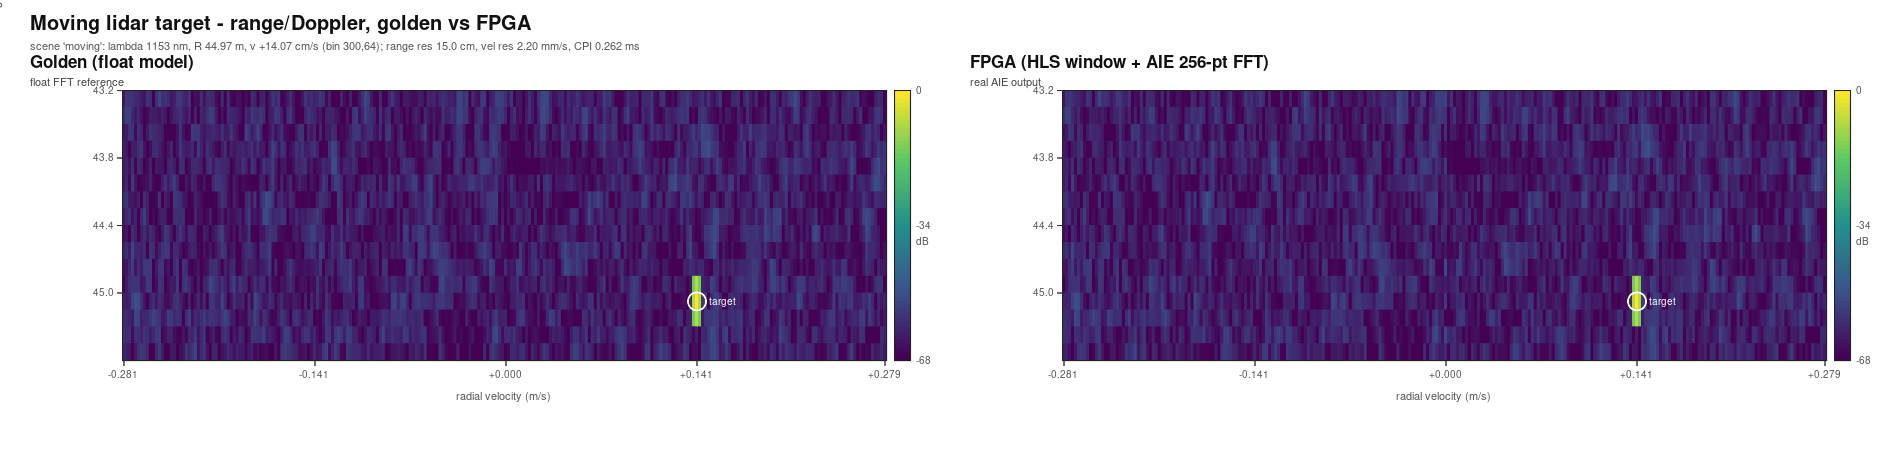 Moving lidar target - range/Doppler, golden vs FPGA
scene 'moving': lambda 1153 nm, R 44.97 m, v +14.07 cm/s (bin 300,64); range res 15.0 cm, vel res 2.20 mm/s, CPI 0.262 ms
Golden (float model)
float FFT reference
43.2
43.8
44.4
45.0
target
-0.281
-0.141
+0.000
+0.141
+0.279
radial velocity (m/s)
0
-34
dB
-68
FPGA (HLS window + AIE 256-pt FFT)
real AIE output
43.2
43.8
44.4
45.0
target
-0.281
-0.141
+0.000
+0.141
+0.279
radial velocity (m/s)
0
-34
dB
-68